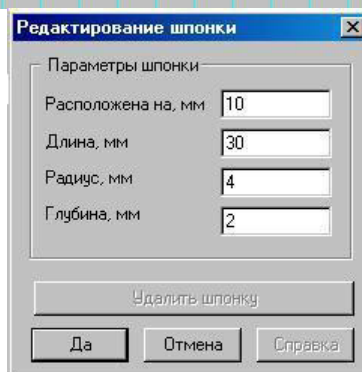 Редактирование шпонки
Параметры шпонки
Расположена на, мм 10
Длина, мм 30
Радиус, мм 4
Глубина, мм 2
Удалить шпонку
Да Отмена Справка